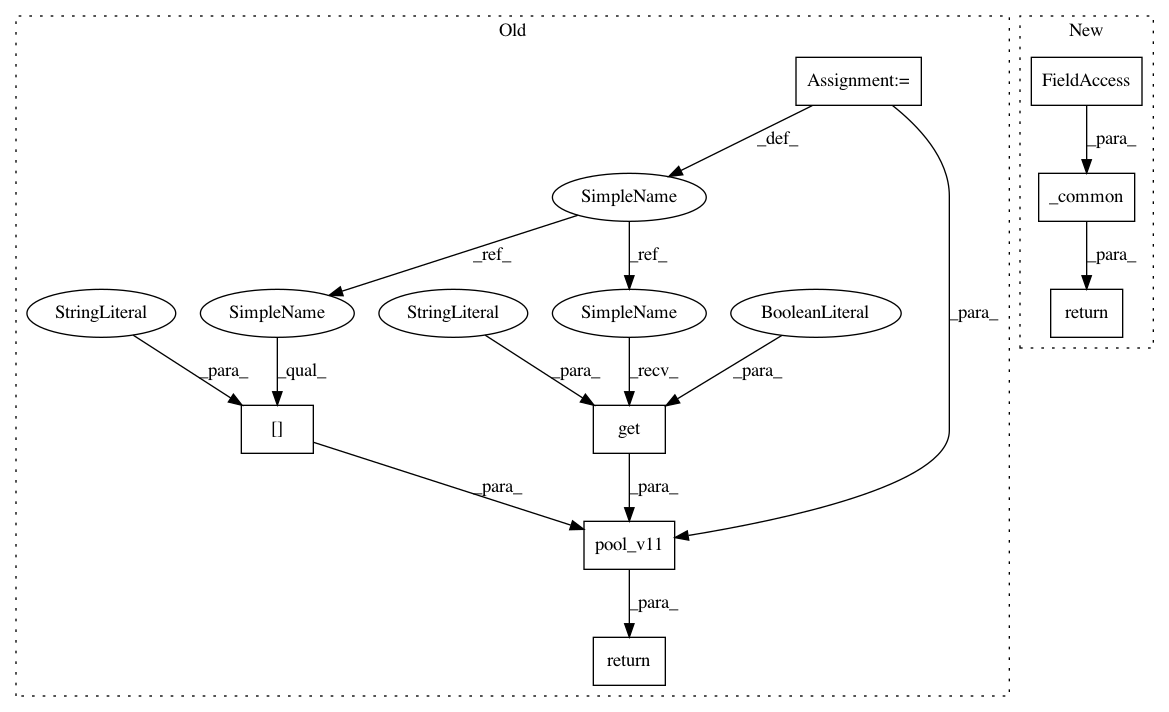 Old
New
Assignment:=
FieldAccess
_def_
_para_
SimpleName
_common
_ref_
_ref_
_para_
StringLiteral
SimpleName
StringLiteral
SimpleName
BooleanLiteral
_para_
return
_para_
_qual_
_para_
_recv_
_para_
[]
get
_para_
_para_
pool_v11
_para_
return